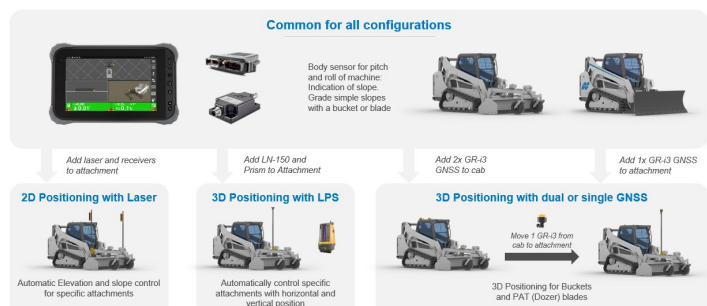 Common for all configurations
Body sensor for pitch
and roll of machine:
Indication of slope.
Grade simple slopes
with a bucket or blade
Add laser and receivers
to attachment
Add LN-150 and
Prism to Attachment
Add 2x GR-i3
GNSS to cab
Add 1x GR-i3 GNSS
to attachment
2D Positioning with Laser
Automatic Elevation and slope control
for specific attachments
3D Positioning with LPS
Automatically control specific
attachments with horizontal and
vertical position
3D Positioning with dual or single GNSS
Move 1 GR-i3 from
cab to attachment
3D Positioning for Buckets
and PAT (Dozer) blades